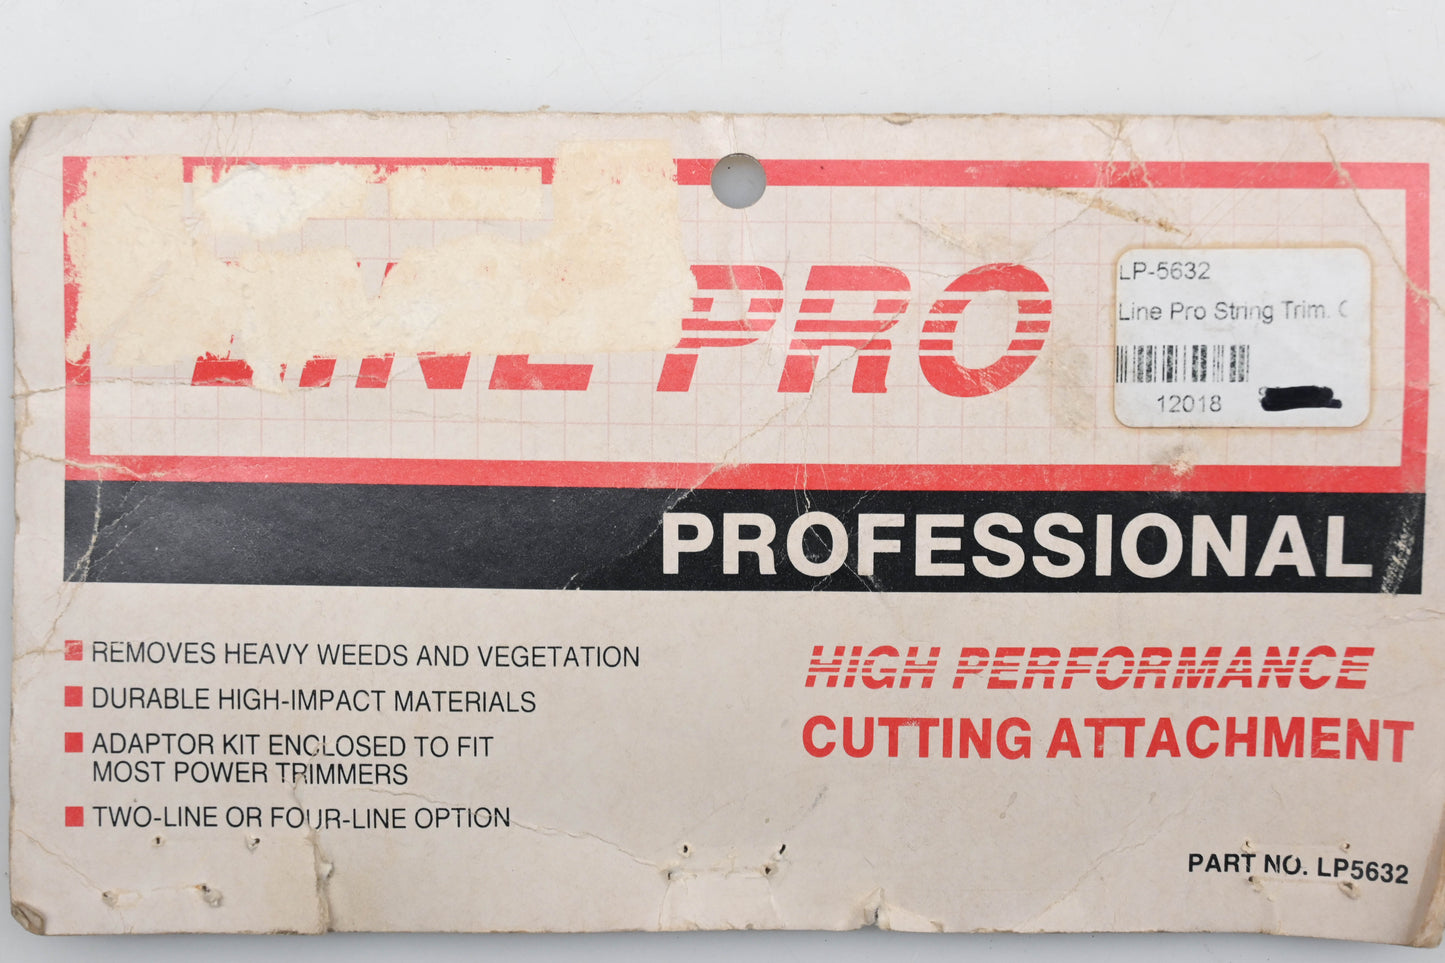 LINE PRO
LP-5632
Line Pro String Trim. C
12018
PROFESSIONAL
REMOVES HEAVY WEEDS AND VEGETATION
DURABLE HIGH-IMPACT MATERIALS
ADAPTOR KIT ENCLOSED TO FIT
MOST POWER TRIMMERS
TWO-LINE OR FOUR-LINE OPTION
HIGH PERFORMANCE
CUTTING ATTACHMENT
PART NO. LP5632